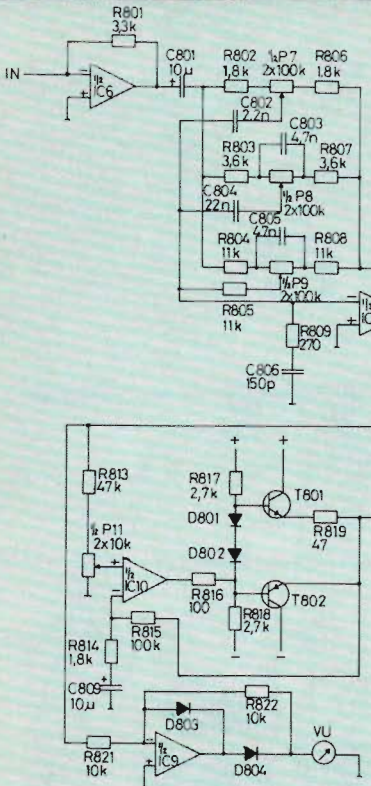 R801
3,3k
IN
½
IC6
C801
10µ
R802
1,8k
½P7
2x100k
R806
1.8k
C802
2.2n
C803
4,7n
R803
3,6k
R807
3,6k
C804
22n
½ P8
2x100k
C805
47n
R804
11k
R808
11k
½P9
2x100k
R805
11k
½
R809
270
C806
150p
R813
47k
½ P11
2x10k
½
IC10
R814
1,8k
C809
10µ
R815
100k
R816
100
R817
2,7k
D801
D802
R818
2,7k
T801
R819
47
T802
R822
10k
D803
R821
10k
½
IC9
D804
VU